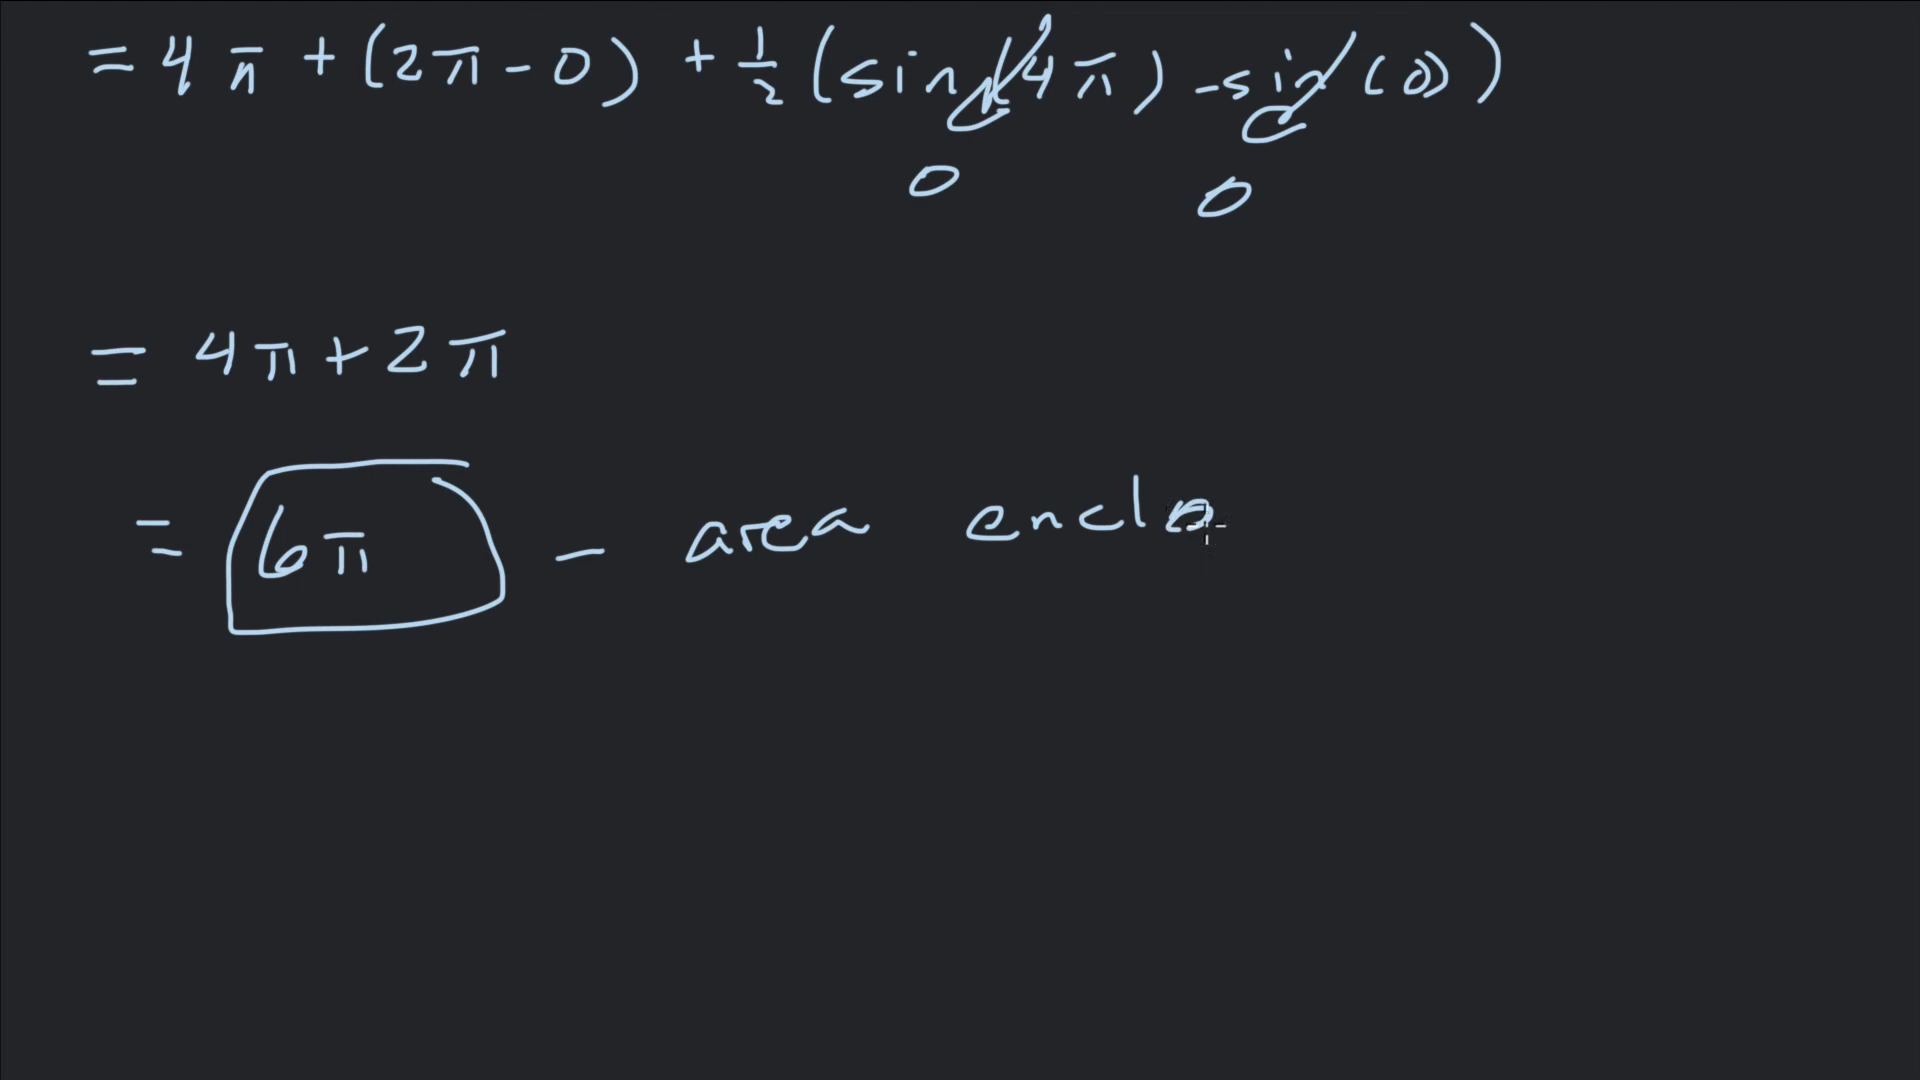 = 4π + (2π - 0) + 1/2 (sin(4π) - sin(0))
0 0
= 4π + 2π
= 6π - area enclo